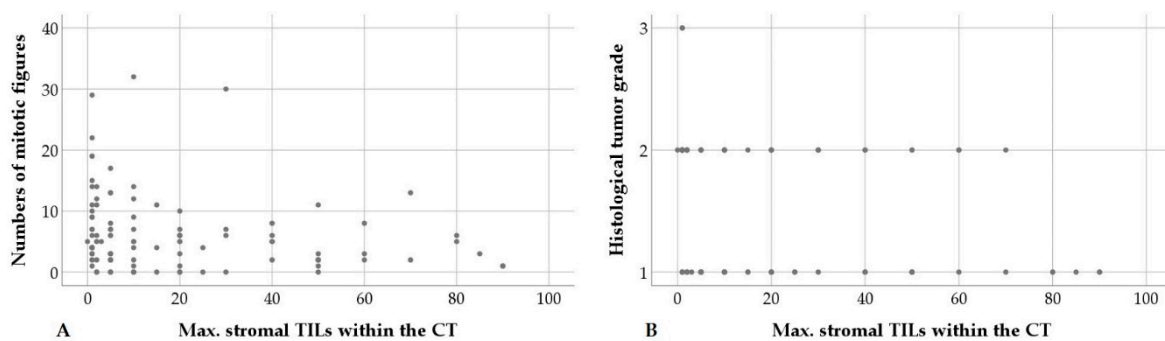 40
30
20
10
0
Numbers of mitotic figures
0 20 40 60 80 100
A Max. stromal TILs within the CT
3
2
1
Histological tumor grade
0 20 40 60 80 100
B Max. stromal TILs within the CT